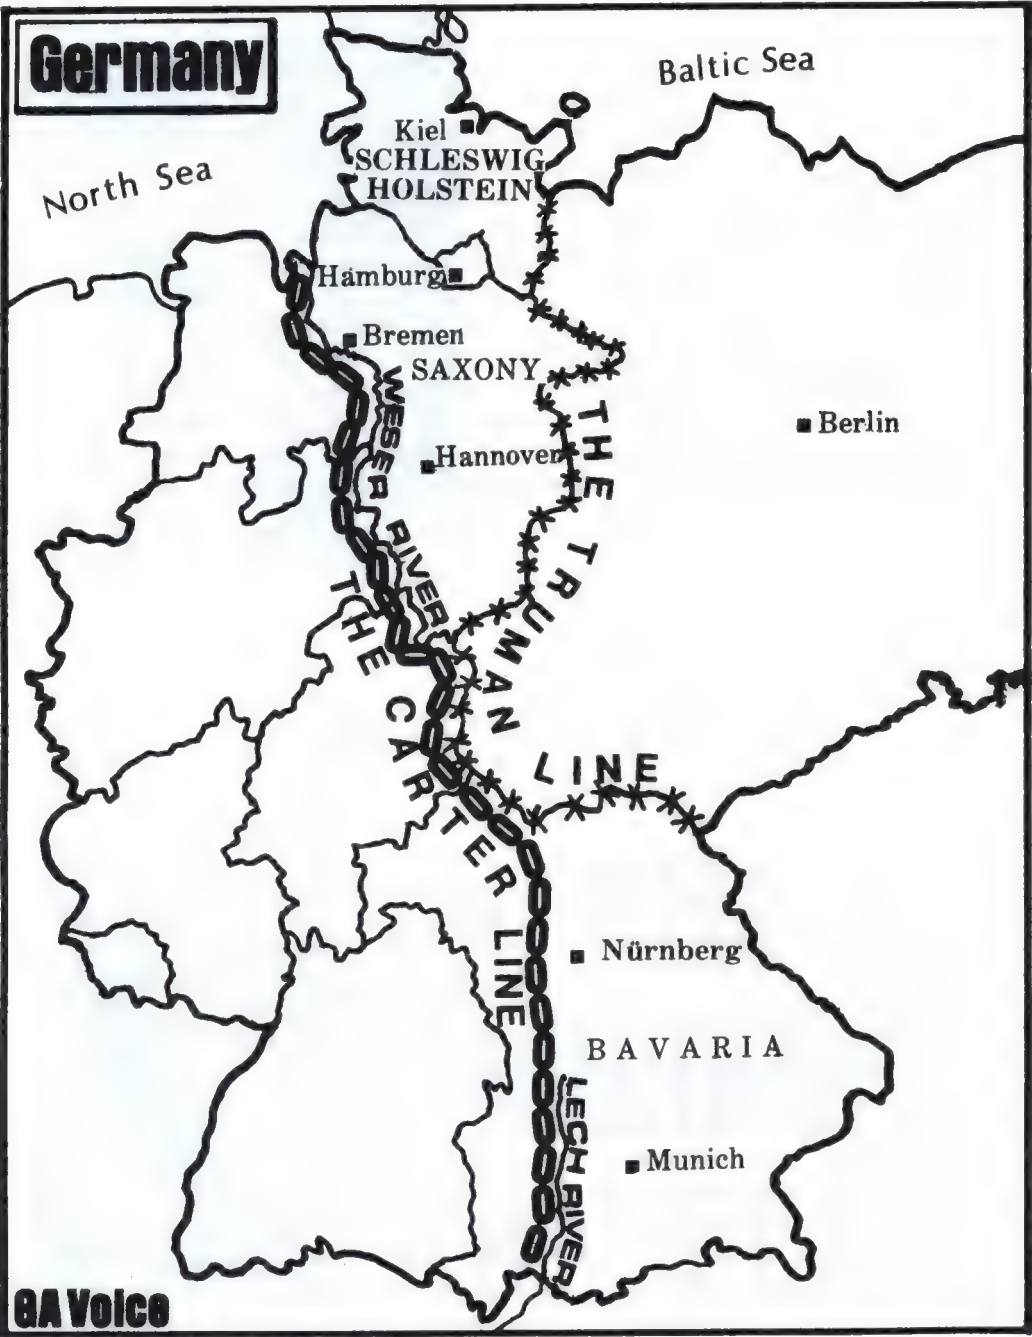 Germany
Baltic Sea
North Sea
Kiel
SCHLESWIG
HOLSTEIN
Hamburg
Bremen
SAXONY
WESER RIVER
Hannover
Berlin
THE TRUMAN LINE
THE CARTER LINE
Nürnberg
BAVARIA
LECH RIVER
Munich
GA Voice